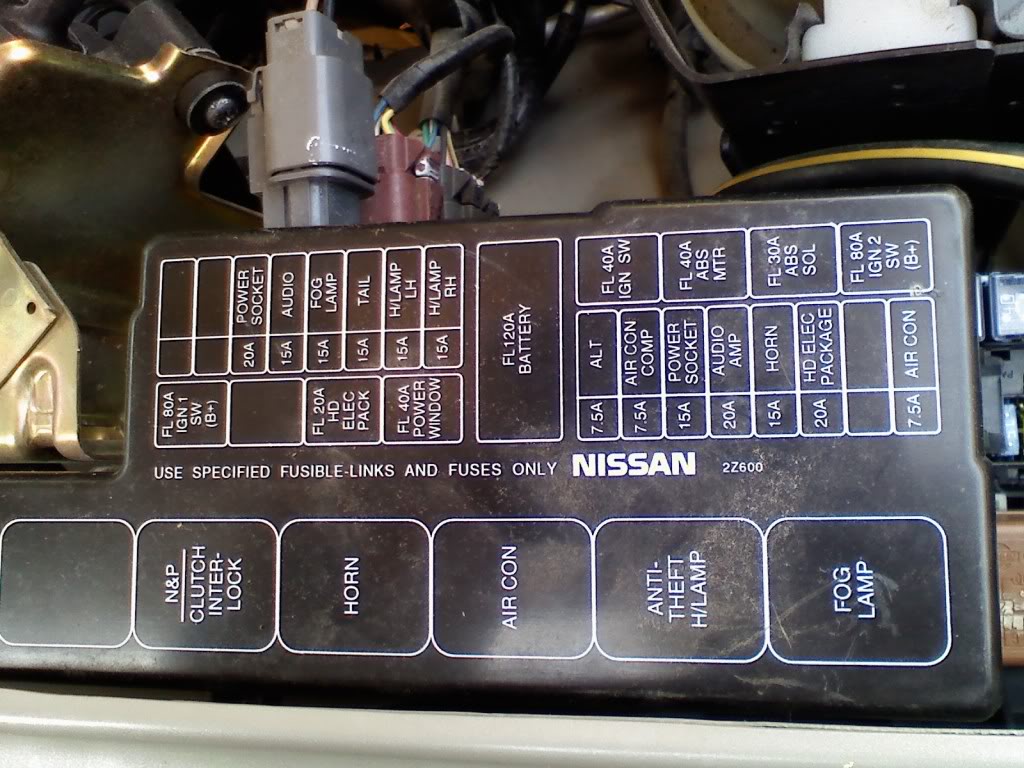 POWER
SOCKET
20A
AUDIO
15A
FOG
LAMP
15A
TAIL
15A
H/LAMP
LH
15A
H/LAMP
RH
15A
FL 80A
IGN 1
SW
(B+)
FL 20A
HD
ELEC
PACK
FL 40A
POWER
WINDOW
FL120A
BATTERY
FL 40A
IGN SW
FL 40A
ABS
MTR
FL 30A
ABS
SOL
FL 80A
IGN 2
SW
(B+)
ALT
7.5A
AIR CON
COMP
7.5A
POWER
SOCKET
15A
AUDIO
AMP
20A
HORN
15A
HD ELEC
PACKAGE
20A
AIR CON
7.5A
USE SPECIFIED FUSIBLE-LINKS AND FUSES ONLY NISSAN 2Z600
N&P
CLUTCH
INTER-
LOCK
HORN
AIR CON
ANTI-
THEFT
H/LAMP
FOG
LAMP